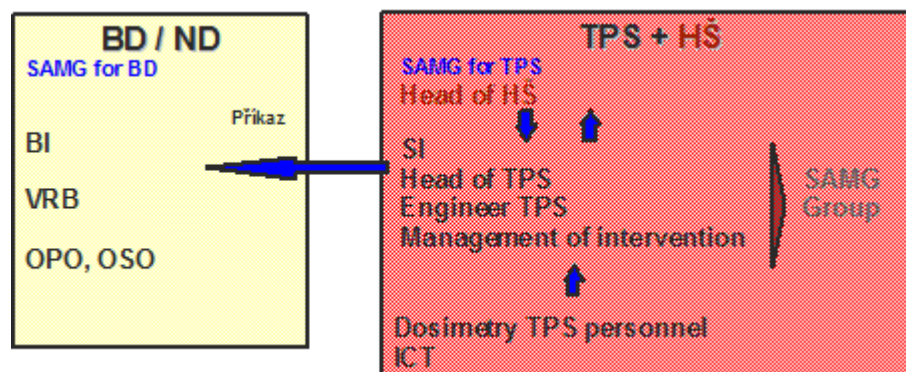 BD / ND
SAMG for BD
Příkaz
BI
VRB
OPO, OSO
TPS + HŠ
SAMG for TPS
Head of HŠ
SI
Head of TPS
Engineer TPS
Management of intervention
SAMG
Group
Dosimetry TPS personnel
ICT